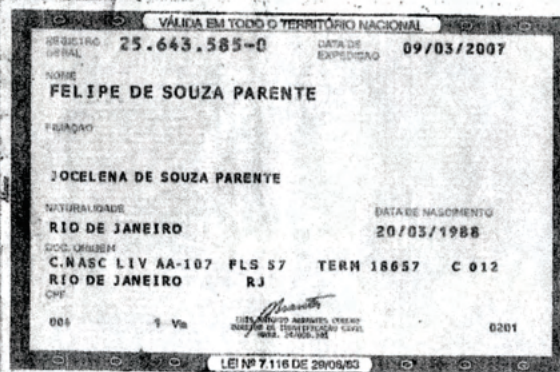 VÁLIDA EM TODO O TERRITÓRIO NACIONAL
REGISTRO GERAL 25.643.585-0 DATA DE EXPEDIÇÃO 09/03/2007
NOME
FELIPE DE SOUZA PARENTE
FILIAÇÃO
JOCELENA DE SOUZA PARENTE
NATURALIDADE DATA DE NASCIMENTO
RIO DE JANEIRO 20/03/1988
DOC. ORIGEM
C.NASC LIV AA-107 FLS 57 TERM 18657 C 012
RIO DE JANEIRO RJ
CPF
006 1 Via 0201
LEI Nº 7.116 DE 29/08/83